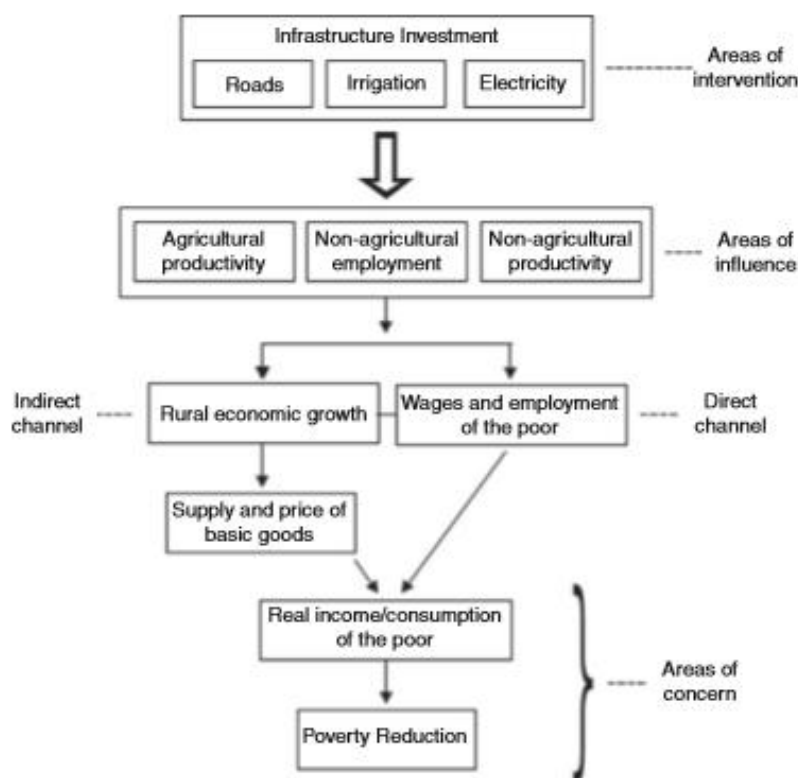 Infrastructure Investment
Roads
Irrigation
Electricity
Areas of
intervention
Agricultural
productivity
Non-agricultural
employment
Non-agricultural
productivity
Areas of
influence
Indirect
channel
Rural economic growth
Wages and employment
of the poor
Direct
channel
Supply and price of
basic goods
Real income/consumption
of the poor
Areas of
concern
Poverty Reduction